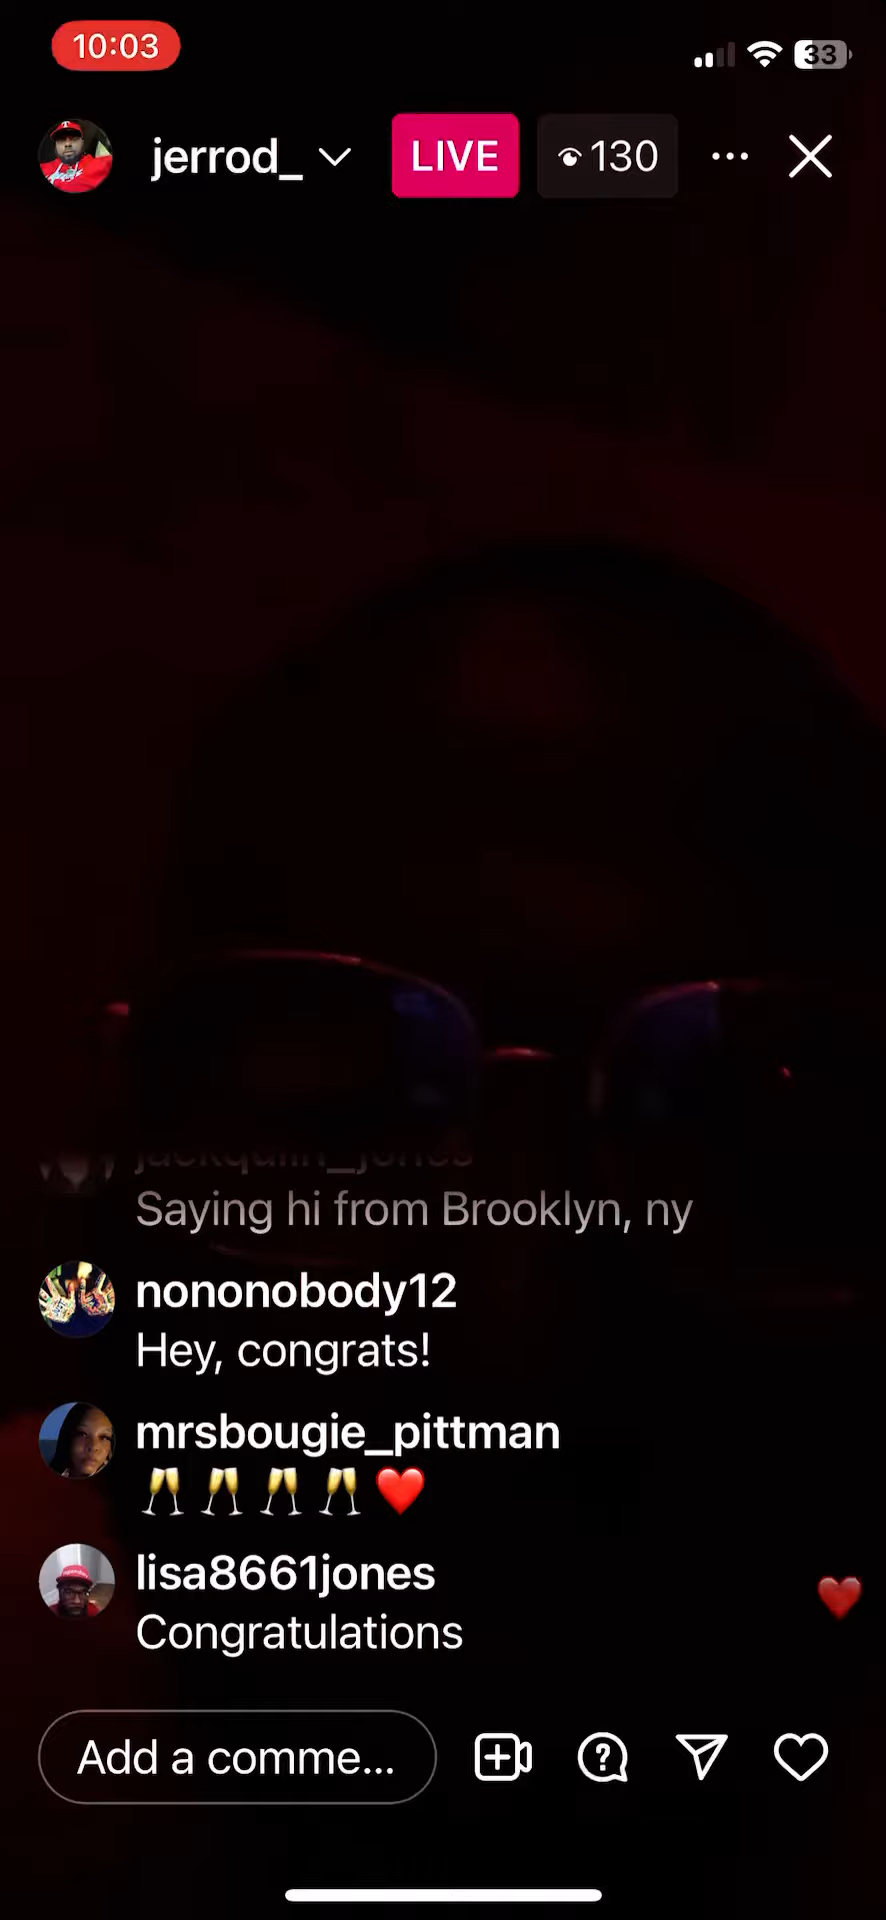 10:03
33
jerrod_
LIVE
130
jackquiin_jones
Saying hi from Brooklyn, ny
nononobody12
Hey, congrats!
mrsbougie_pittman
🥂🥂🥂🥂❤️
lisa8661jones
Congratulations
Add a comme...